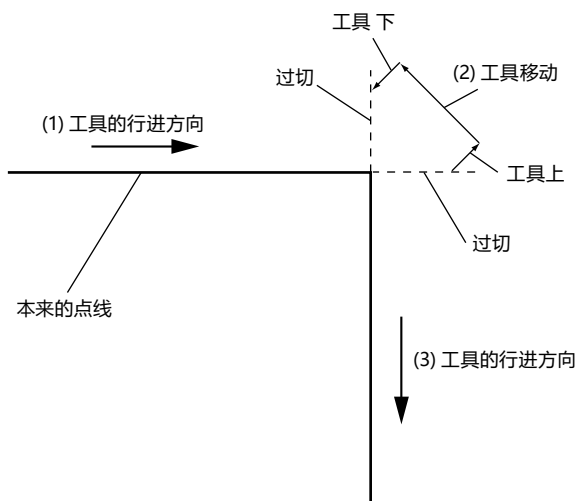 工具 下
(2) 工具移动
过切
(1) 工具的行进方向
工具上
过切
本来的点线
(3) 工具的行进方向